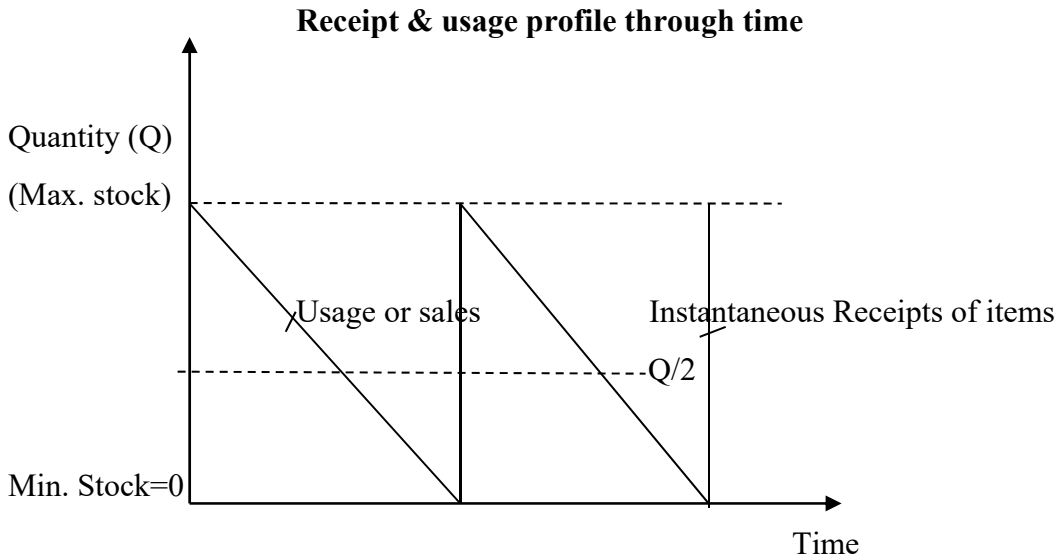 Receipt & usage profile through time
Quantity (Q)
(Max. stock)
Usage or sales
Instantaneous Receipts of items
Q/2
Min. Stock=0
Time